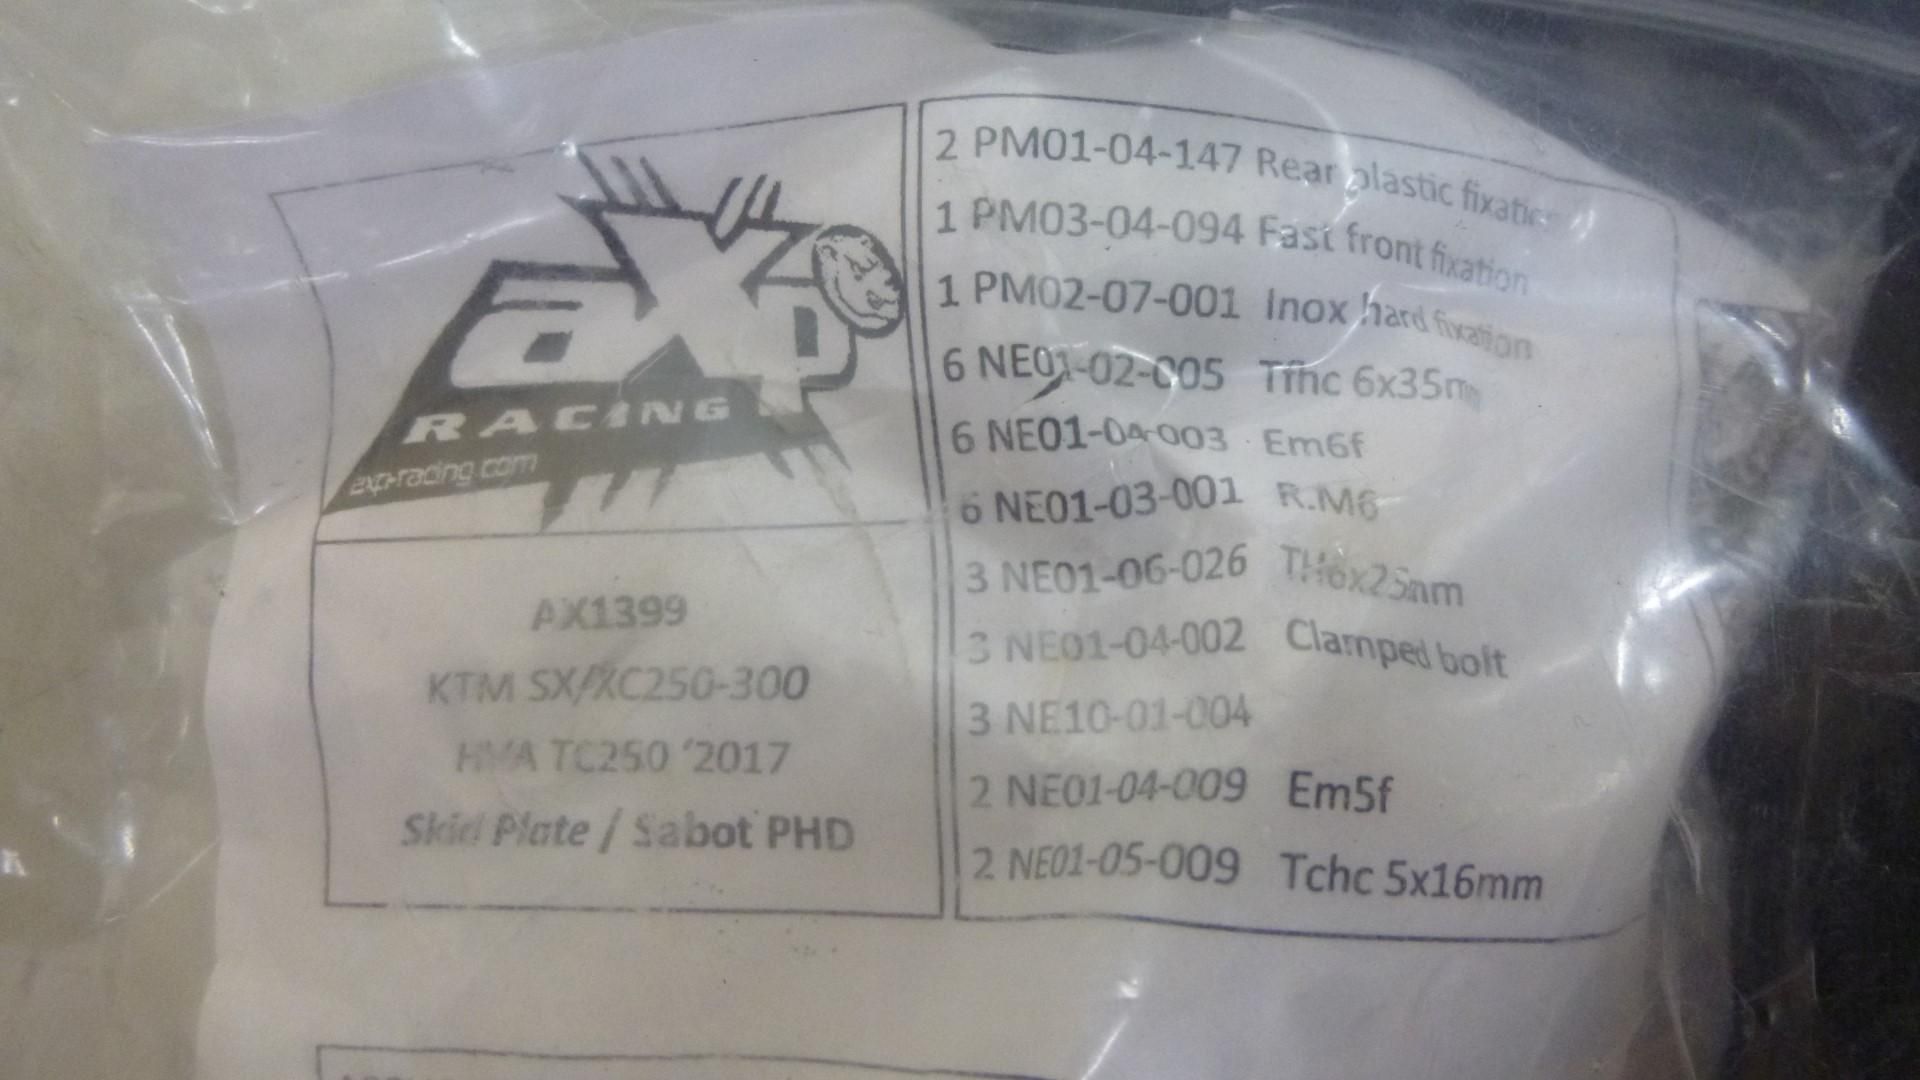 axp
RACING
axp-racing.com
AX1399
KTM SX/XC250-300
HVA TC250 '2017
Skid Plate / Sabot PHD
2 PM01-04-147 Rear plastic fixation
1 PM03-04-094 Fast front fixation
1 PM02-07-001 Inox hard fixation
6 NE01-02-005 Tfhc 6x35mm
6 NE01-04-003 Em6f
6 NE01-03-001 R.M6
3 NE01-06-026 TH6x25mm
3 NE01-04-002 Clamped bolt
3 NE10-01-004
2 NE01-04-009 Em5f
2 NE01-05-009 Tchc 5x16mm